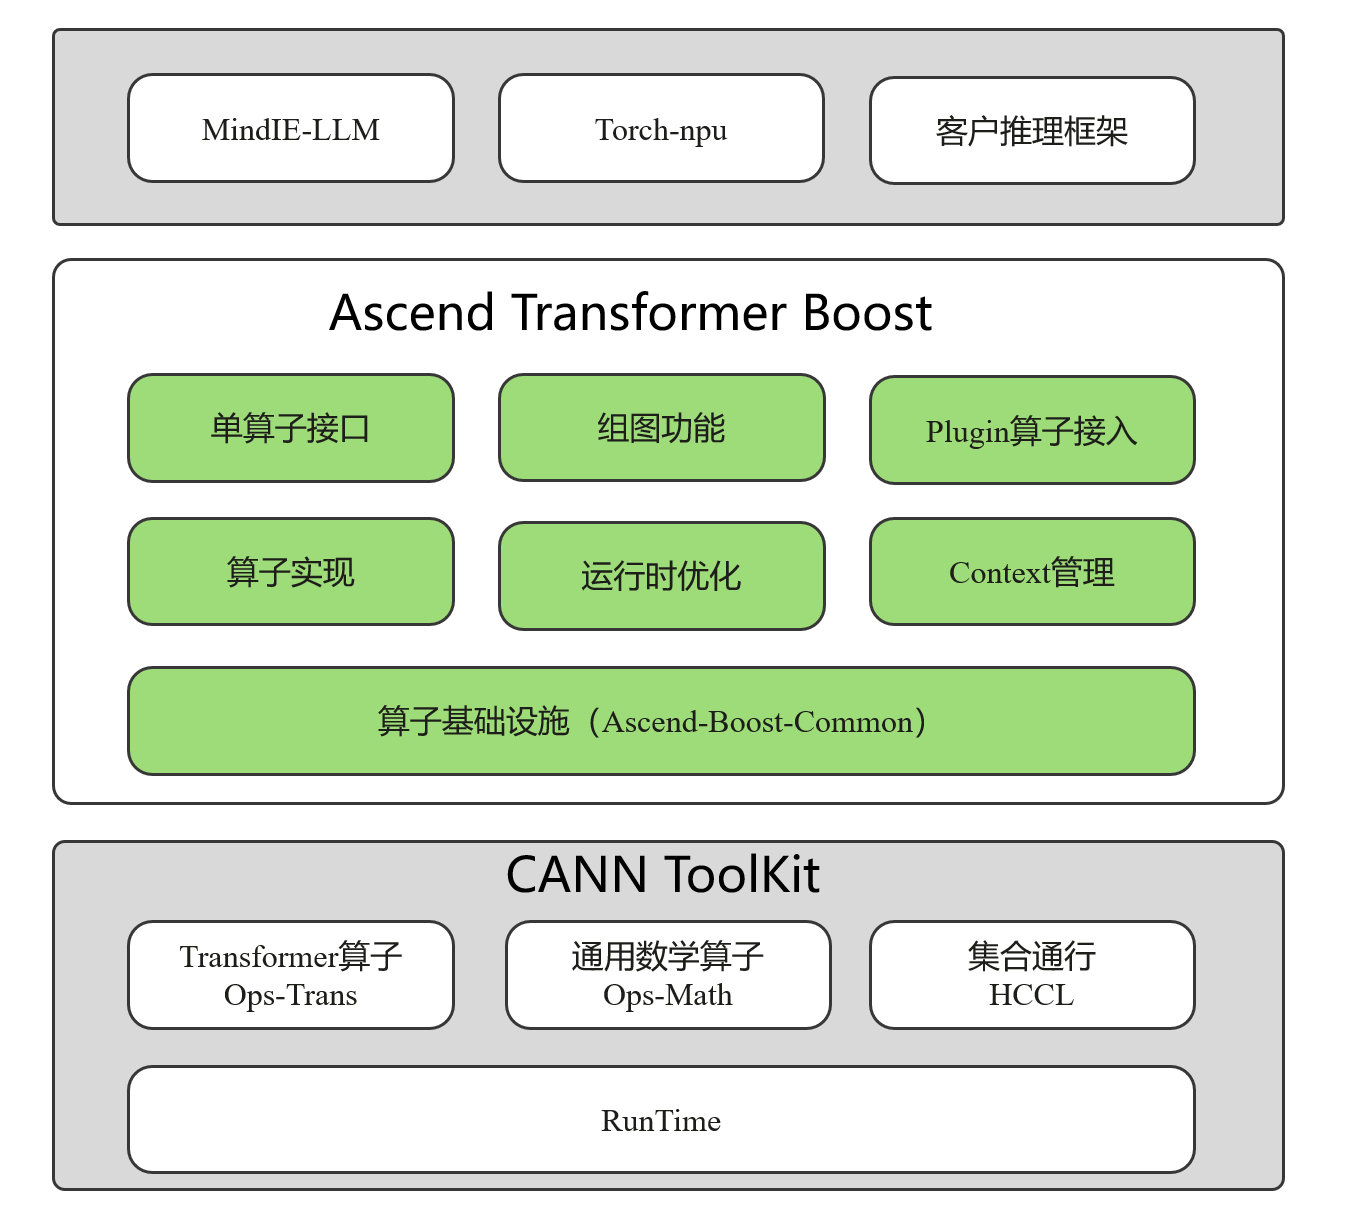 MindIE-LLM
Torch-npu
客户推理框架
Ascend Transformer Boost
单算子接口
组图功能
Plugin算子接入
算子实现
运行时优化
Context管理
算子基础设施（Ascend-Boost-Common）
CANN ToolKit
Transformer算子
Ops-Trans
通用数学算子
Ops-Math
集合通行
HCCL
RunTime